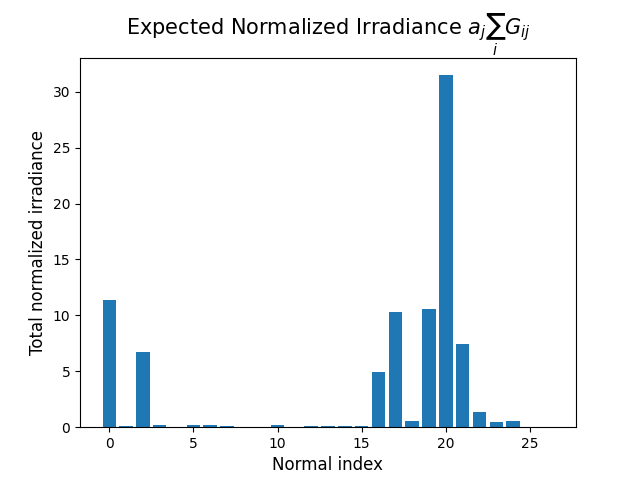 Expected Normalized Irradiance $a_j \sum_i G_{ij}$
Total normalized irradiance
30
25
20
15
10
5
0
0 5 10 15 20 25
Normal index